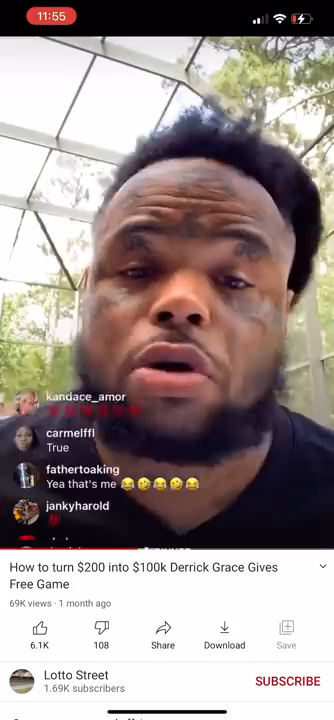 11:55
kandace_amor
carmelffl
True
fathertoaking
Yea that's me 😂🤣😂🤣😂
jankyharold
How to turn $200 into $100k Derrick Grace Gives
Free Game
69K views · 1 month ago
6.1K
108
Share
Download
Save
Lotto Street
1.69K subscribers
SUBSCRIBE